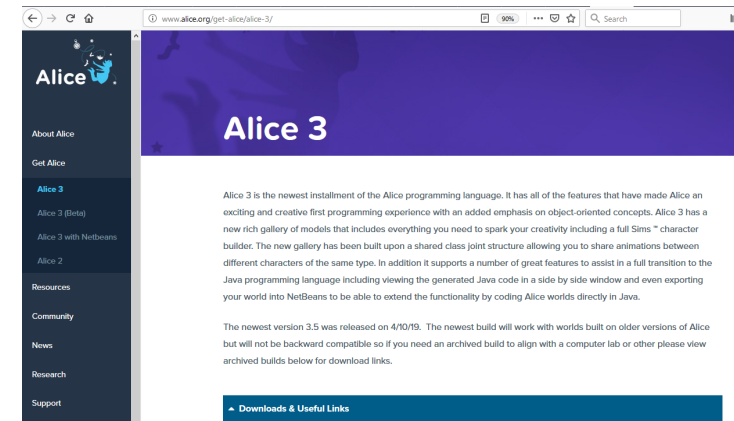 www.alice.org/get-alice/alice-3/
90%
Search
Alice
About Alice
Get Alice
Alice 3
Alice 3 (Beta)
Alice 3 with Netbeans
Alice 2
Resources
Community
News
Research
Support
Alice 3
Alice 3 is the newest installment of the Alice programming language. It has all of the features that have made Alice an
exciting and creative first programming experience with an added emphasis on object-oriented concepts. Alice 3 has a
new rich gallery of models that includes everything you need to spark your creativity including a full Sims ™ character
builder. The new gallery has been built upon a shared class joint structure allowing you to share animations between
different characters of the same type. In addition it supports a number of great features to assist in a full transition to the
Java programming language including viewing the generated Java code in a side by side window and even exporting
your world into NetBeans to be able to extend the functionality by coding Alice worlds directly in Java.
The newest version 3.5 was released on 4/10/19. The newest build will work with worlds built on older versions of Alice
but will not be backward compatible so if you need an archived build to align with a computer lab or other please view
archived builds below for download links.
Downloads & Useful Links